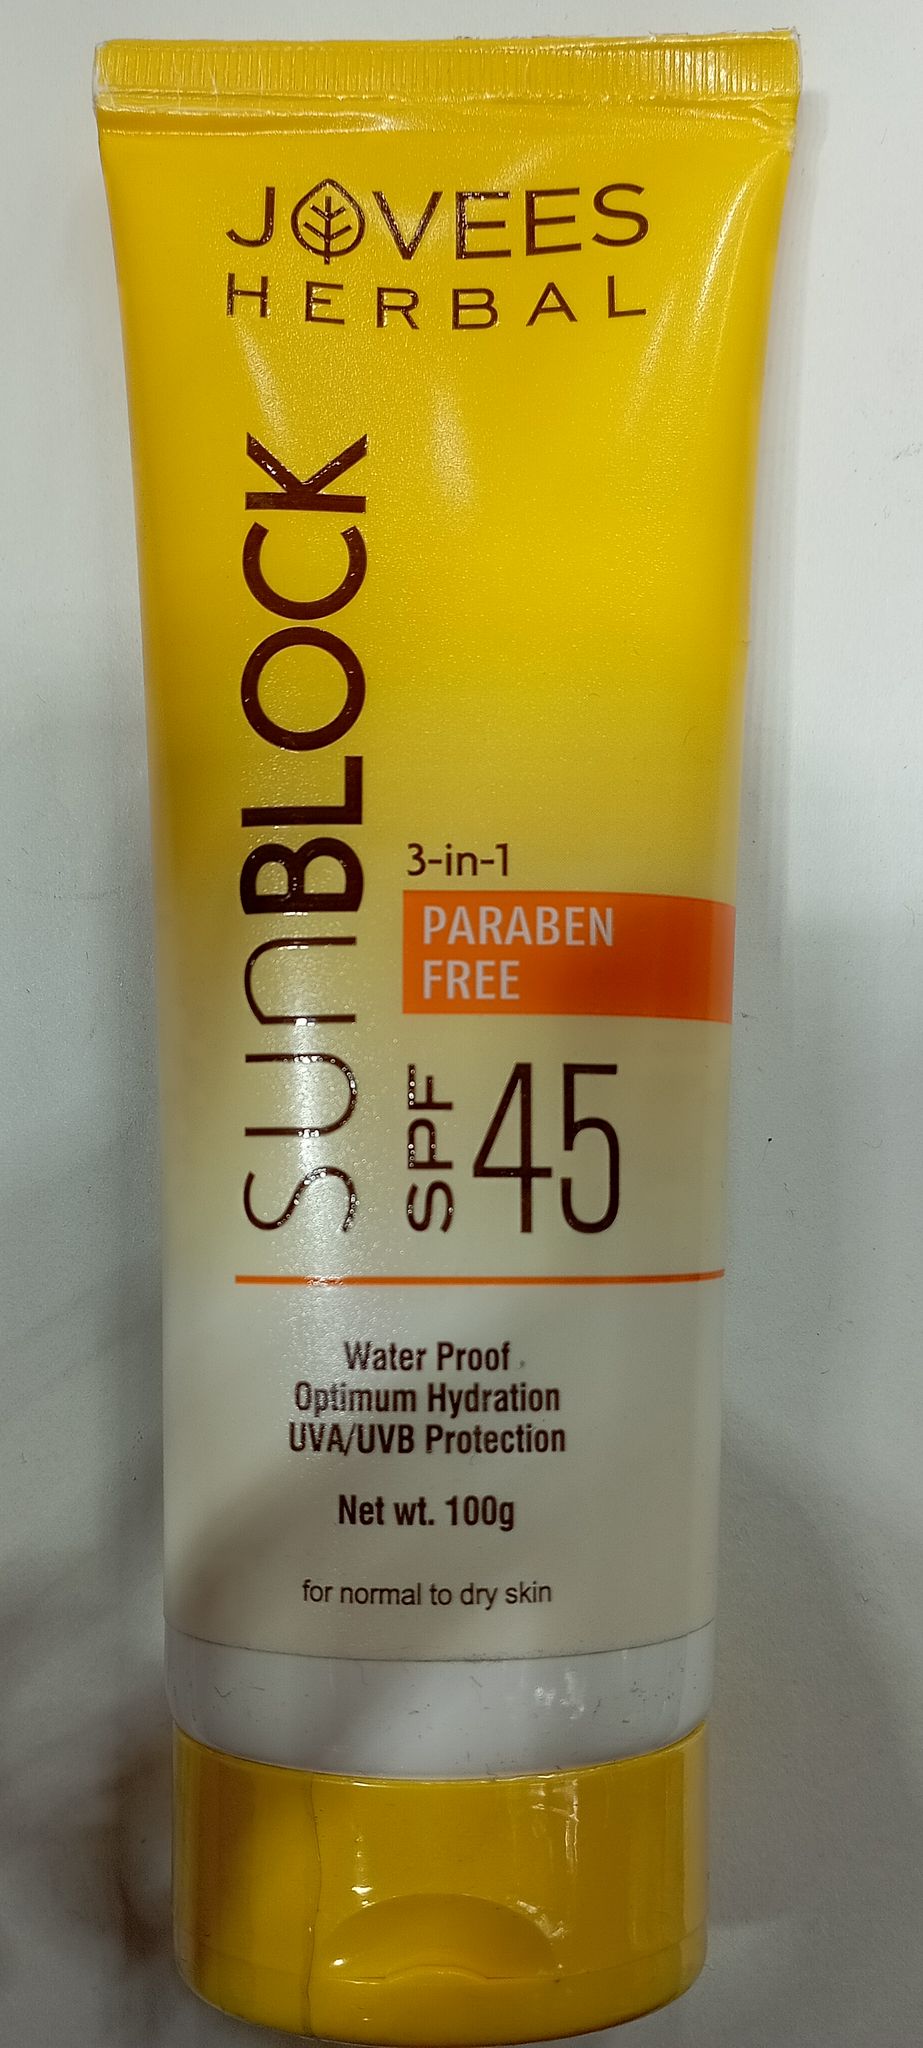 JOVEES
HERBAL
SUNBLOCK
3-in-1
PARABEN
FREE
SPF 45
Water Proof
Optimum Hydration
UVA/UVB Protection
Net wt. 100g
for normal to dry skin